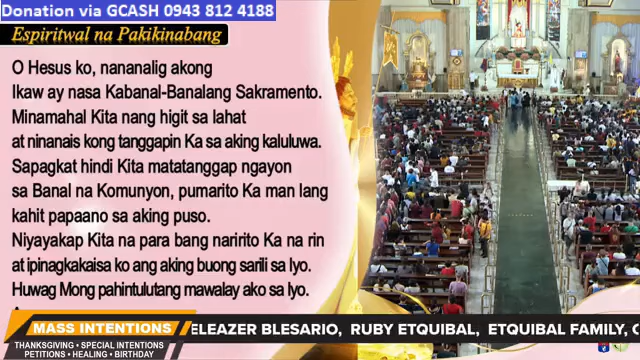 Donation via GCASH 0943 812 4188
Espiritwal na Pakikinabang
O Hesus ko, nananalig akong
Ikaw ay nasa Kabanal-Banalang Sakramento.
Minamahal Kita nang higit sa lahat
at ninanais kong tanggapin Ka sa aking kaluluwa.
Sapagkat hindi Kita matatanggap ngayon
sa Banal na Komunyon, pumarito Ka man lang
kahit papaano sa aking puso.
Niyayakap Kita na para bang naririto Ka na rin
at ipinagkakaisa ko ang aking buong sarili sa Iyo.
Huwag Mong pahintulutang mawalay ako sa Iyo.
MASS INTENTIONS
ELEAZER BLESARIO, RUBY ETQUIBAL, ETQUIBAL FAMILY,
THANKSGIVING • SPECIAL INTENTIONS
PETITIONS • HEALING • BIRTHDAY